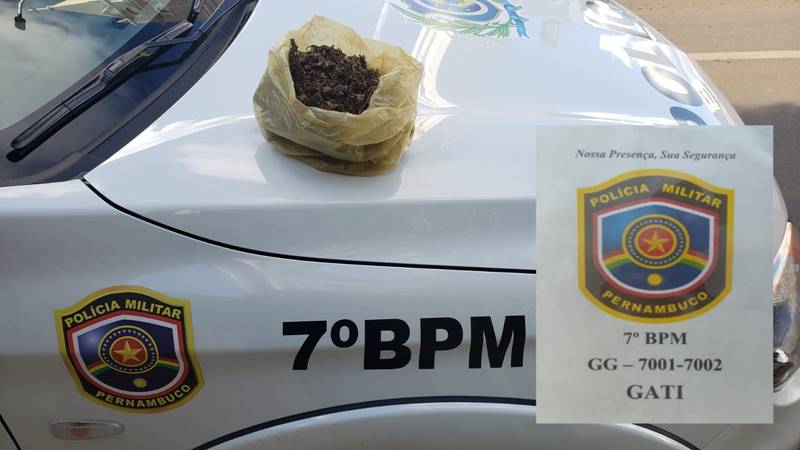 POLÍCIA MILITAR
PERNAMBUCO
7ºBPM
Nossa Presença, Sua Segurança
POLÍCIA MILITAR
PERNAMBUCO
7º BPM
GG – 7001-7002
GATI